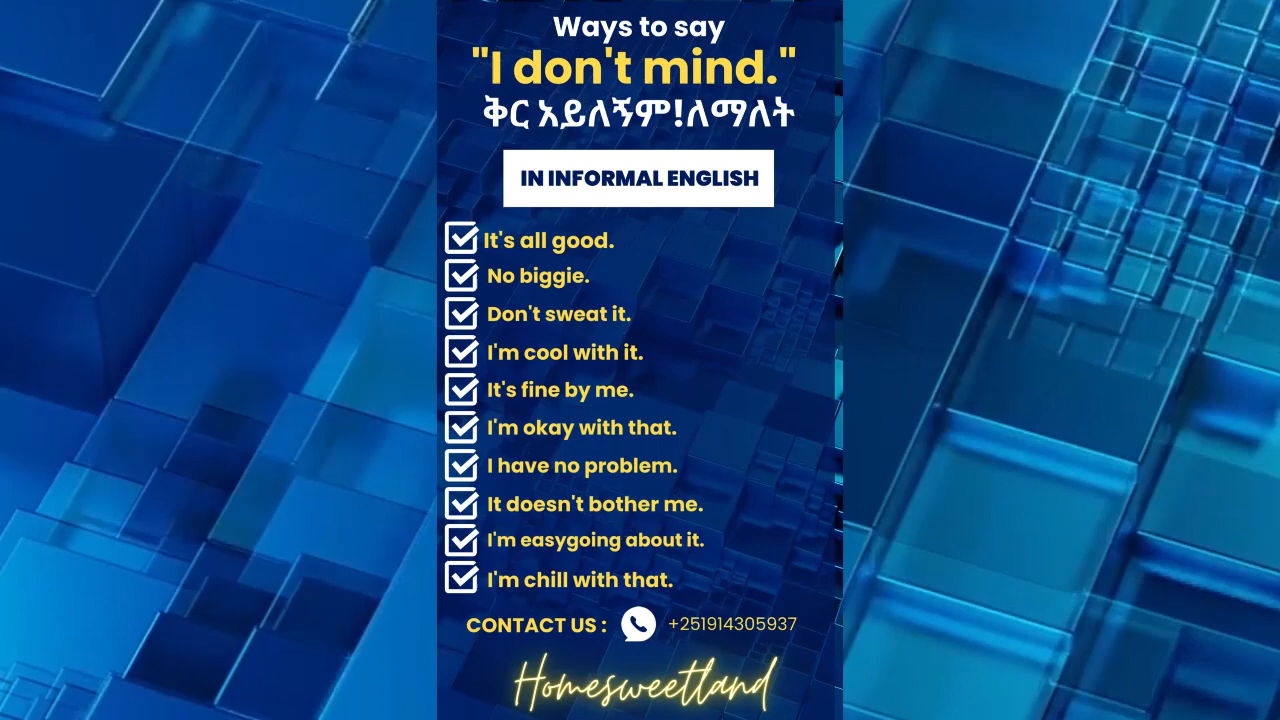 Ways to say
"I don't mind."
ቅር አይለኝም!ለማለት
IN INFORMAL ENGLISH
It's all good.
No biggie.
Don't sweat it.
I'm cool with it.
It's fine by me.
I'm okay with that.
I have no problem.
It doesn't bother me.
I'm easygoing about it.
I'm chill with that.
CONTACT US : +251914305937
Homesweetland